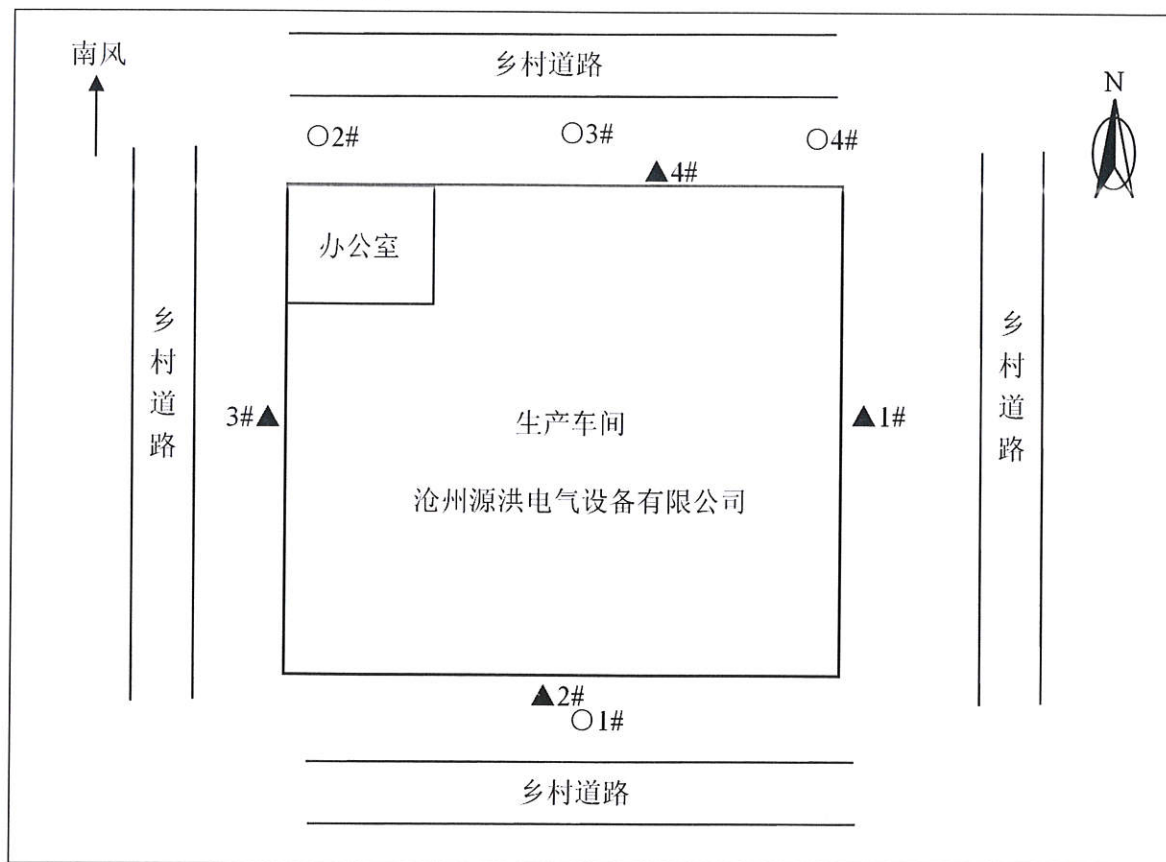 南风
乡村道路
N
○2#
○3#
○4#
▲4#
办公室
乡村道路
乡村道路
3#▲
生产车间
▲1#
沧州源洪电气设备有限公司
▲2#
○1#
乡村道路